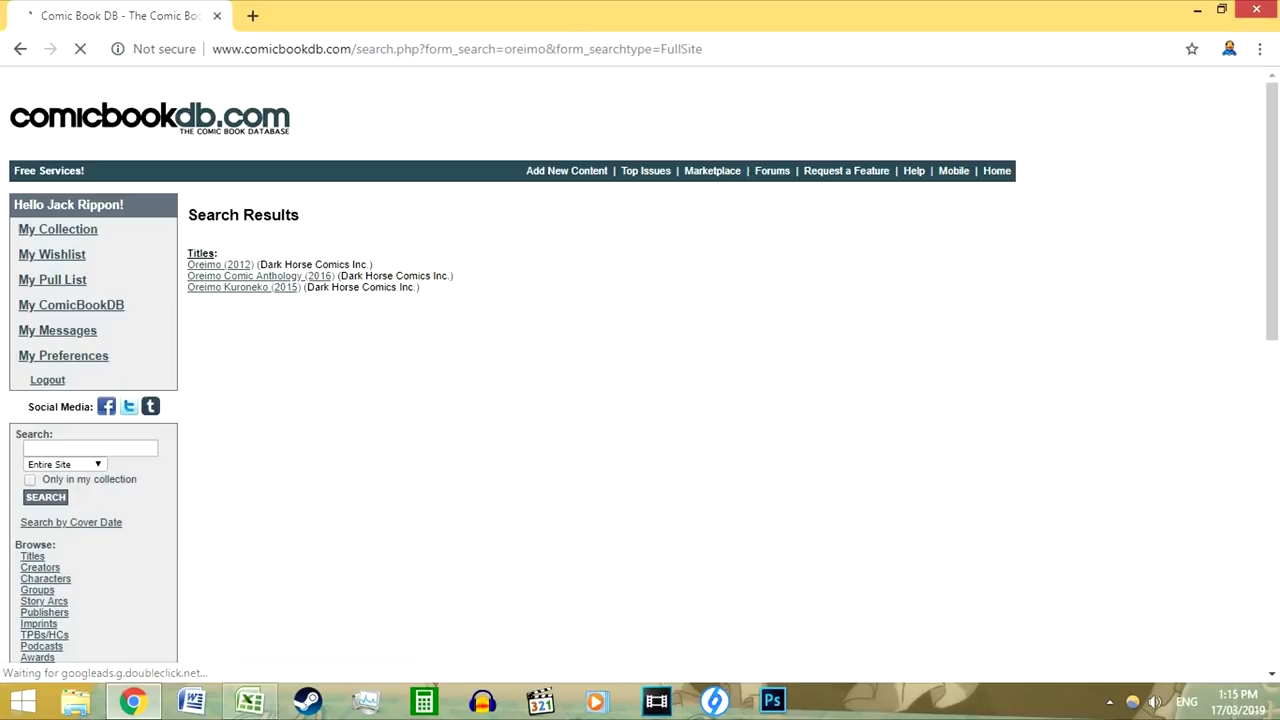 Comic Book DB - The Comic Boo
Not secure | www.comicbookdb.com/search.php?form_search=oreimo&form_searchtype=FullSite
comicbookdb.com
THE COMIC BOOK DATABASE
Free Services! Add New Content | Top Issues | Marketplace | Forums | Request a Feature | Help | Mobile | Home
Hello Jack Rippon!
My Collection
My Wishlist
My Pull List
My ComicBookDB
My Messages
My Preferences
Logout
Social Media:
Search Results
Titles:
Oreimo (2012) (Dark Horse Comics Inc.)
Oreimo Comic Anthology (2016) (Dark Horse Comics Inc.)
Oreimo Kuroneko (2015) (Dark Horse Comics Inc.)
Search:
Entire Site
Only in my collection
SEARCH
Search by Cover Date
Browse:
Titles
Creators
Characters
Groups
Story Arcs
Publishers
Imprints
TPBs/HCs
Podcasts
Awards
Waiting for googleads.g.doubleclick.net...
321
Ps
ENG
1:15 PM
17/03/2019